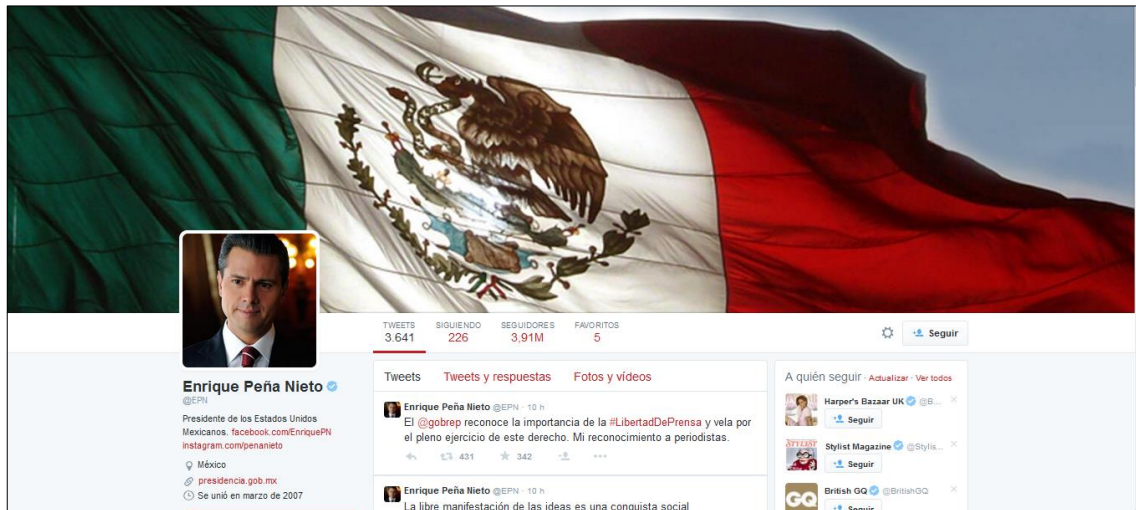 TWEETS
3.641
SIGUIENDO
226
SEGUIDORES
3,91M
FAVORITOS
5
Seguir
Enrique Peña Nieto
@EPN
Presidente de los Estados Unidos
Mexicanos. facebook.com/EnriquePN
instagram.com/penanieto
México
presidencia.gob.mx
Se unió en marzo de 2007
Tweets Tweets y respuestas Fotos y vídeos
Enrique Peña Nieto @EPN · 10 h
El @gobrep reconoce la importancia de la #LibertadDePrensa y vela por
el pleno ejercicio de este derecho. Mi reconocimiento a periodistas.
431 342
Enrique Peña Nieto @EPN · 10 h
La libre manifestación de las ideas es una conquista social
A quién seguir · Actualizar · Ver todos
Harper's Bazaar UK @B...
Seguir
STYLIST
Stylist Magazine @Stylis...
Seguir
GQ
British GQ @BritishGQ
Seguir